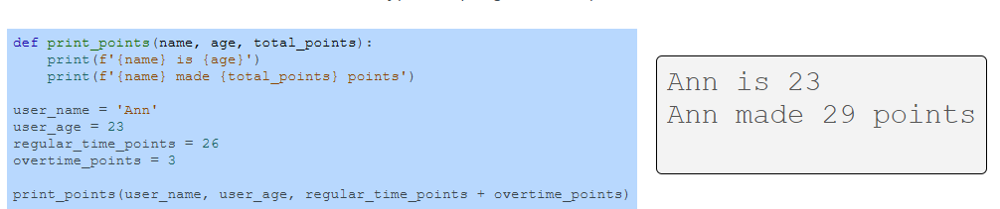 def print_points(name, age, total_points):
    print(f'{name} is {age}')
    print(f'{name} made {total_points} points')
user_name = 'Ann'
user_age = 23
regular_time_points = 26
overtime_points = 3
print_points(user_name, user_age, regular_time_points + overtime_points)
Ann is 23
Ann made 29 points